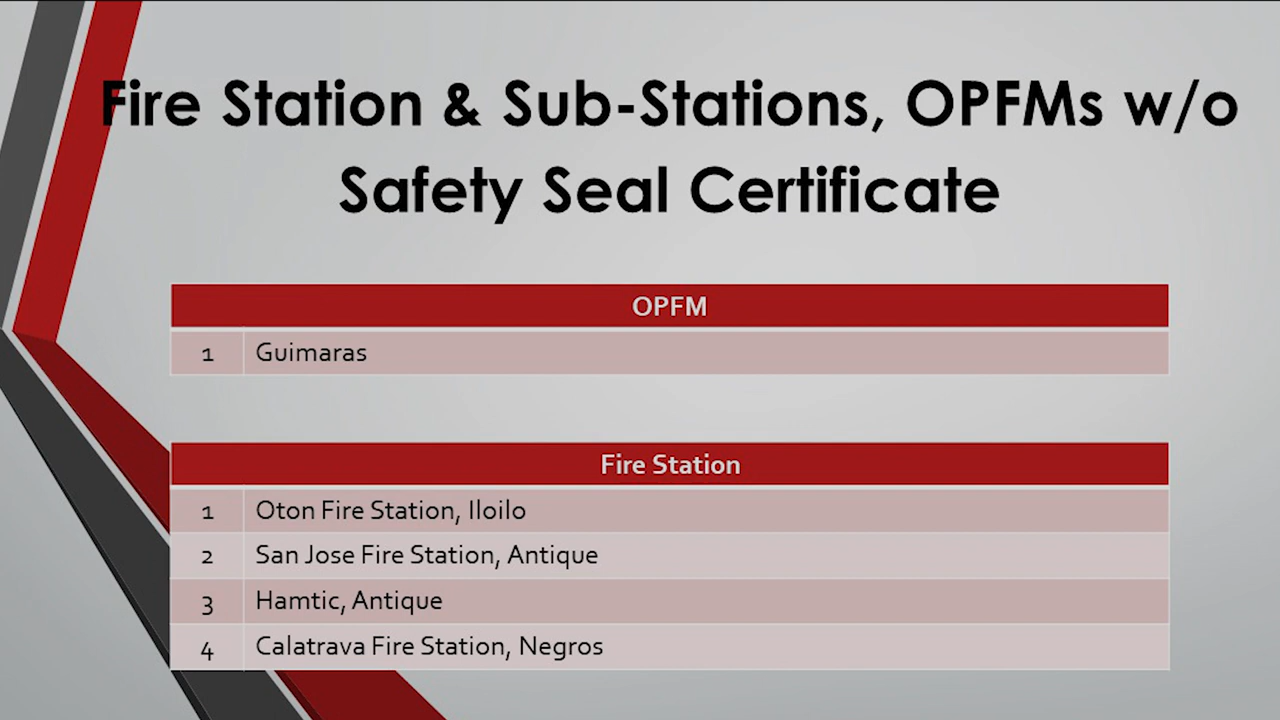 Fire Station & Sub-Stations, OPFMs w/o
Safety Seal Certificate
OPFM
1 Guimaras
Fire Station
1 Oton Fire Station, Iloilo
2 San Jose Fire Station, Antique
3 Hamtic, Antique
4 Calatrava Fire Station, Negros